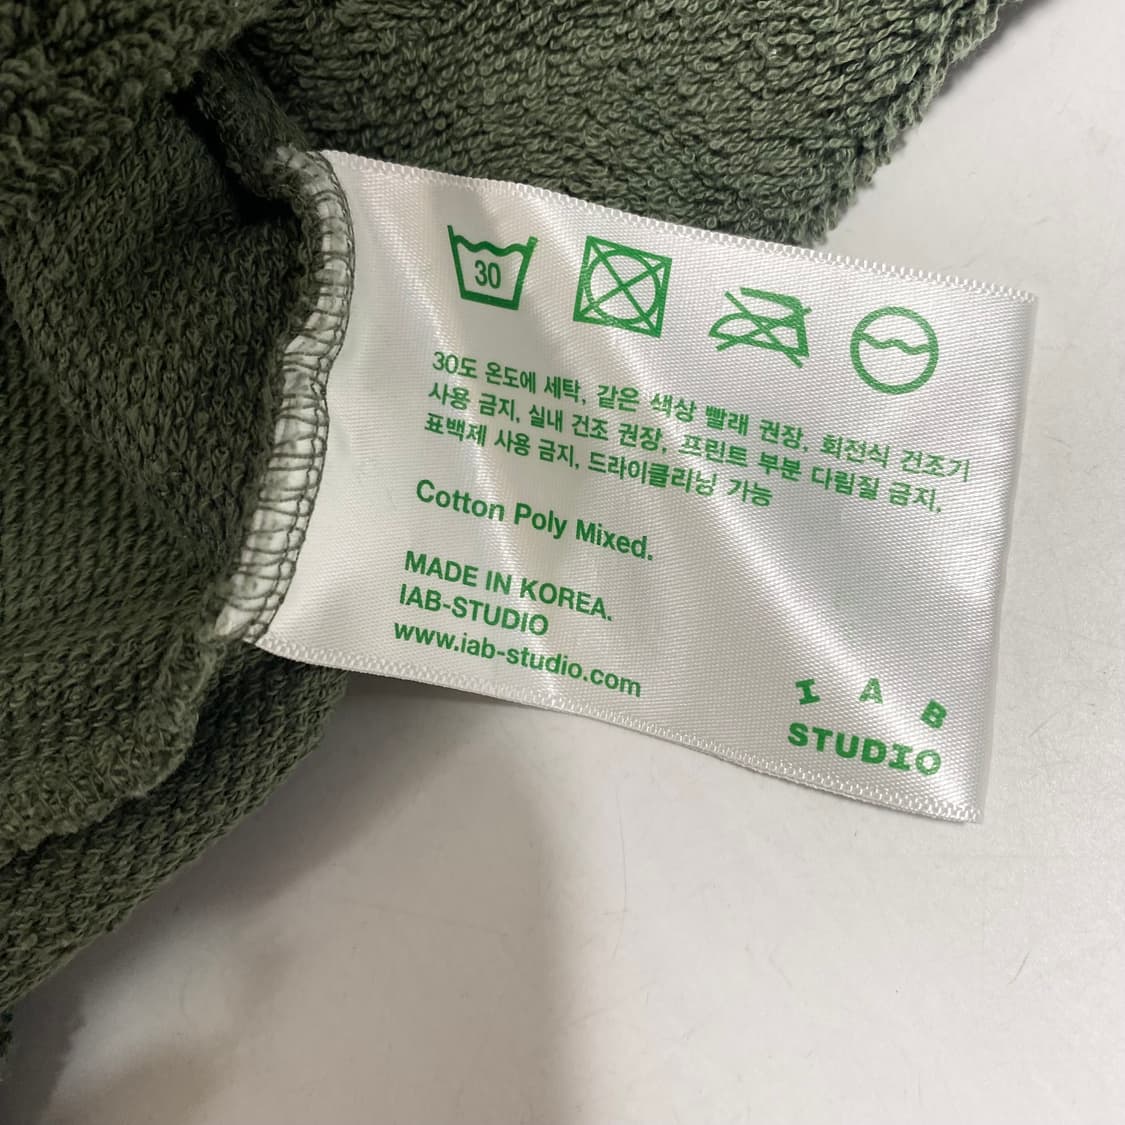 30
30도 온도에 세탁, 같은 색상 빨래 권장, 회전식 건조기
사용 금지, 실내 건조 권장, 프린트 부분 다림질 금지,
표백제 사용 금지, 드라이클리닝 가능
Cotton Poly Mixed.
MADE IN KOREA.
IAB-STUDIO
www.iab-studio.com
I A B
STUDIO